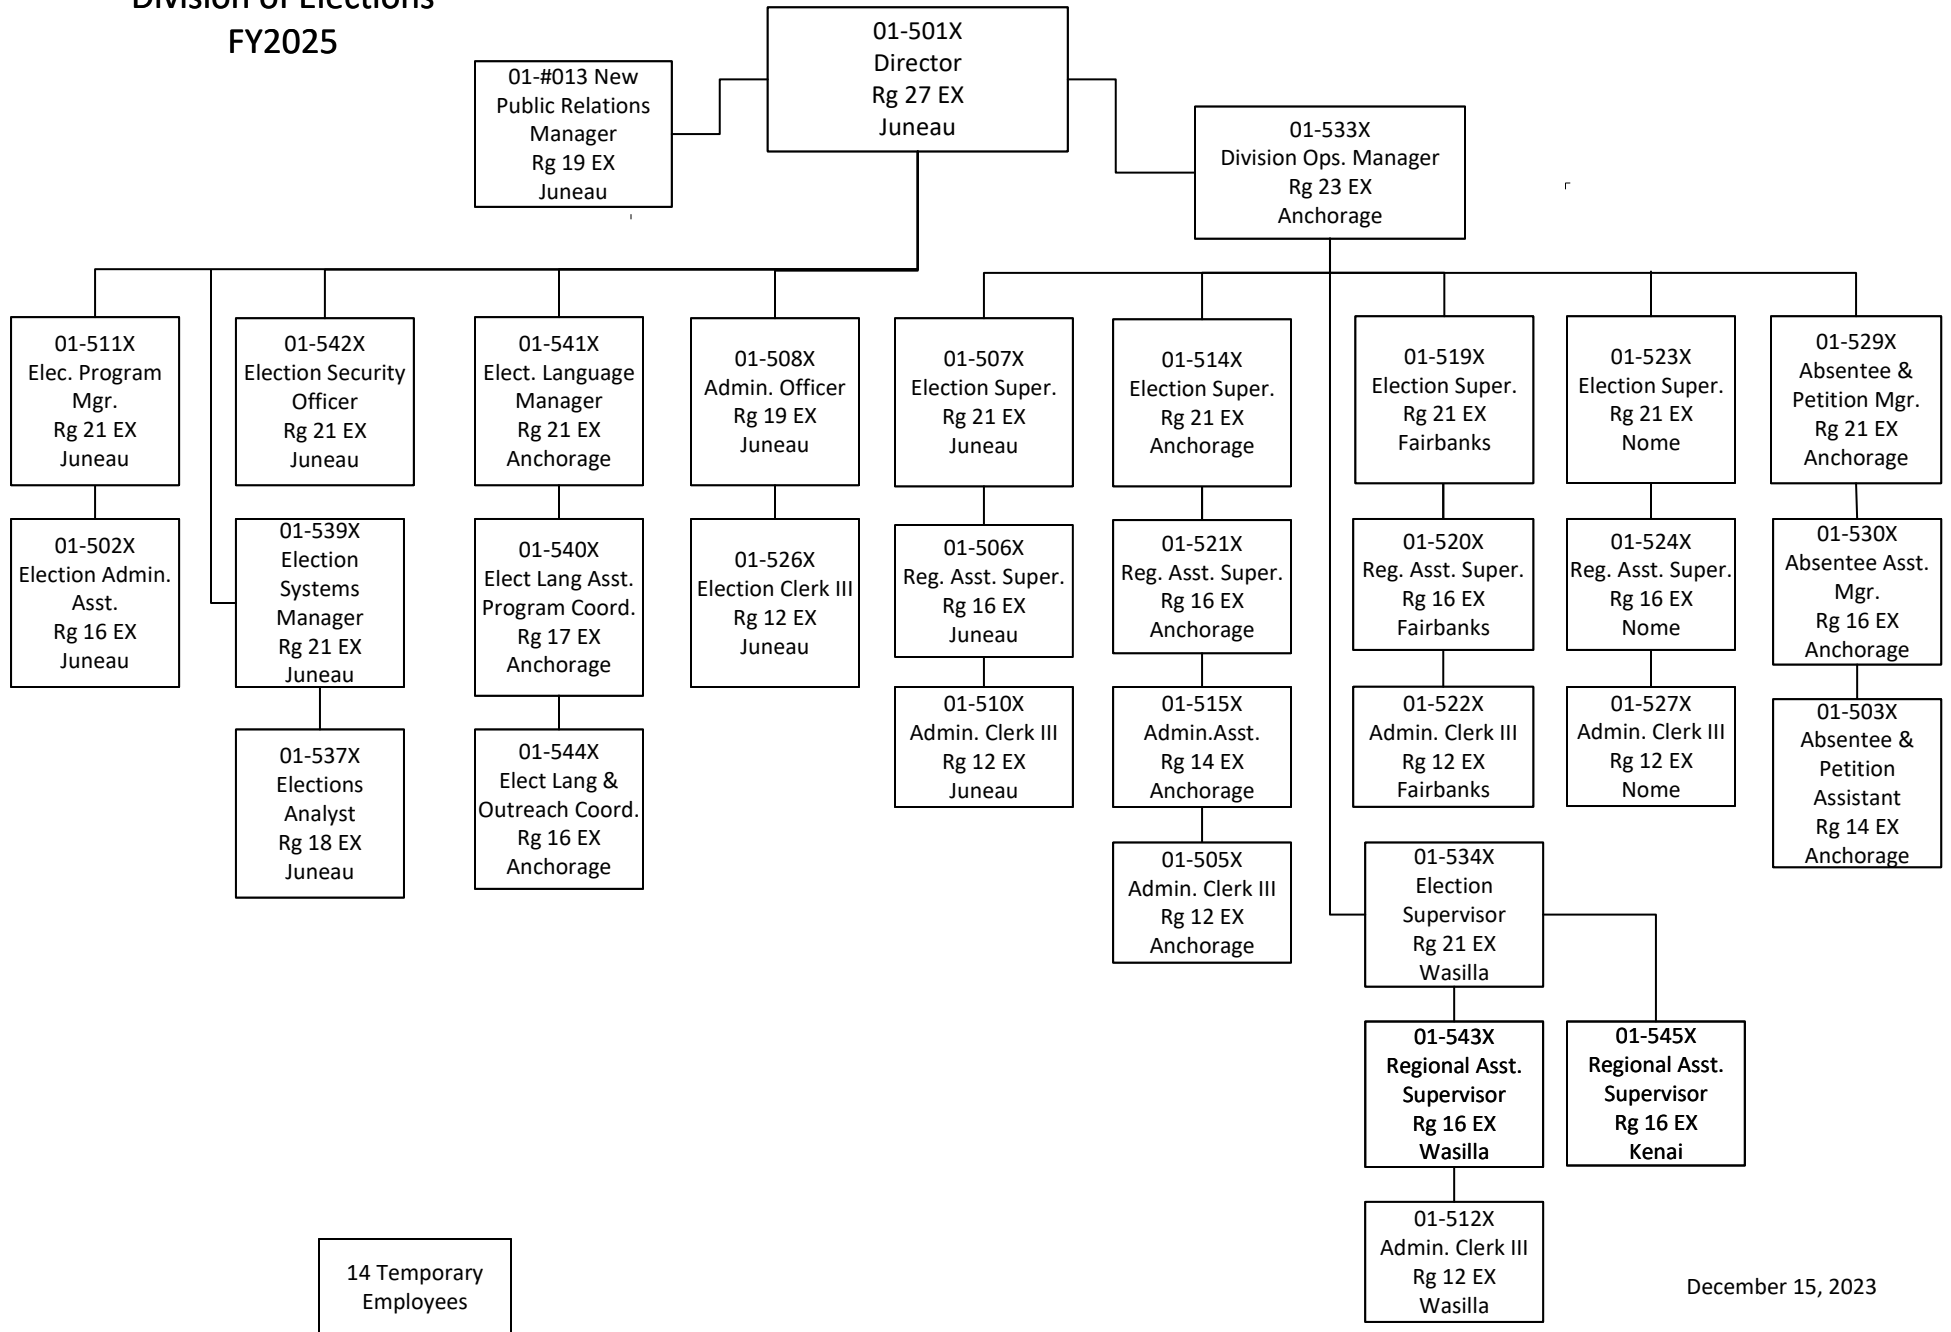 Division of Elections
FY2025
01-501X
Director
Rg 27 EX
Juneau
01-#013 New
Public Relations
Manager
Rg 19 EX
Juneau
01-533X
Division Ops. Manager
Rg 23 EX
Anchorage
01-511X
Elec. Program
Mgr.
Rg 21 EX
Juneau
01-542X
Election Security
Officer
Rg 21 EX
Juneau
01-541X
Elect. Language
Manager
Rg 21 EX
Anchorage
01-508X
Admin. Officer
Rg 19 EX
Juneau
01-507X
Election Super.
Rg 21 EX
Juneau
01-514X
Election Super.
Rg 21 EX
Anchorage
01-519X
Election Super.
Rg 21 EX
Fairbanks
01-523X
Election Super.
Rg 21 EX
Nome
01-529X
Absentee &
Petition Mgr.
Rg 21 EX
Anchorage
01-502X
Election Admin.
Asst.
Rg 16 EX
Juneau
01-539X
Election
Systems
Manager
Rg 21 EX
Juneau
01-540X
Elect Lang Asst.
Program Coord.
Rg 17 EX
Anchorage
01-526X
Election Clerk III
Rg 12 EX
Juneau
01-506X
Reg. Asst. Super.
Rg 16 EX
Juneau
01-521X
Reg. Asst. Super.
Rg 16 EX
Anchorage
01-520X
Reg. Asst. Super.
Rg 16 EX
Fairbanks
01-524X
Reg. Asst. Super.
Rg 16 EX
Nome
01-530X
Absentee Asst.
Mgr.
Rg 16 EX
Anchorage
01-537X
Elections
Analyst
Rg 18 EX
Juneau
01-544X
Elect Lang &
Outreach Coord.
Rg 16 EX
Anchorage
01-510X
Admin. Clerk III
Rg 12 EX
Juneau
01-515X
Admin.Asst.
Rg 14 EX
Anchorage
01-522X
Admin. Clerk III
Rg 12 EX
Fairbanks
01-527X
Admin. Clerk III
Rg 12 EX
Nome
01-503X
Absentee &
Petition
Assistant
Rg 14 EX
Anchorage
01-505X
Admin. Clerk III
Rg 12 EX
Anchorage
01-534X
Election
Supervisor
Rg 21 EX
Wasilla
01-543X
Regional Asst.
Supervisor
Rg 16 EX
Wasilla
01-545X
Regional Asst.
Supervisor
Rg 16 EX
Kenai
01-512X
Admin. Clerk III
Rg 12 EX
Wasilla
14 Temporary
Employees
December 15, 2023